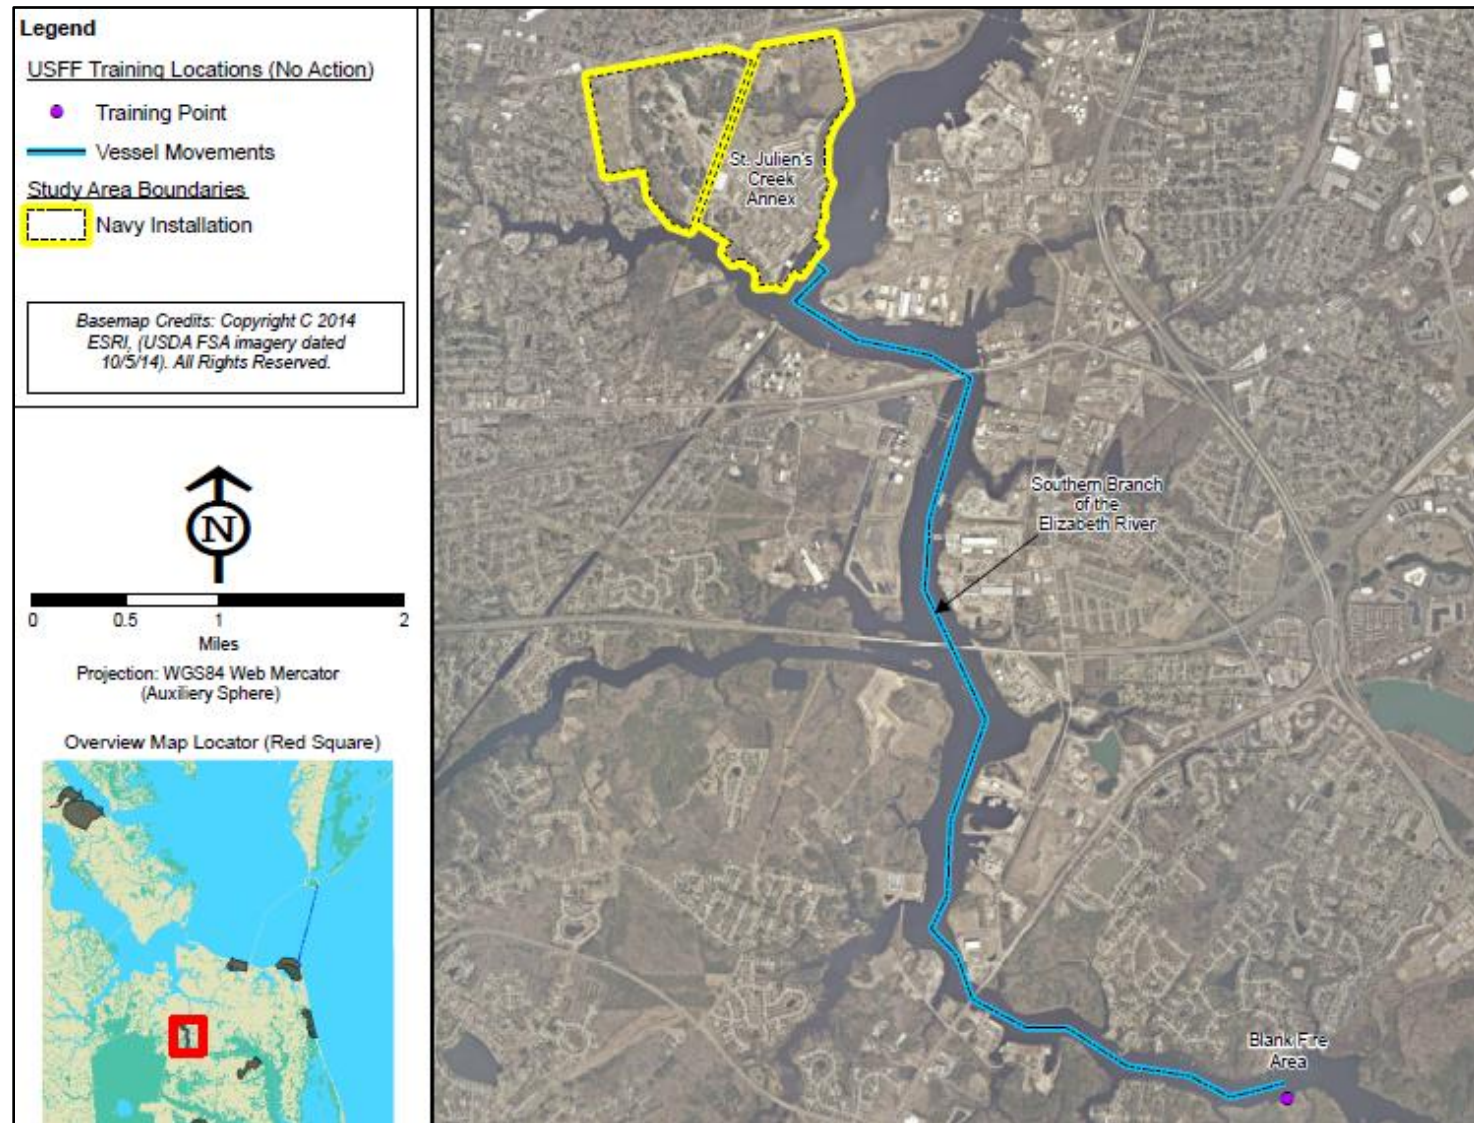 Legend
USFF Training Locations (No Action)
Training Point
Vessel Movements
Study Area Boundaries
Navy Installation
Basemap Credits: Copyright C 2014
ESRI, (USDA FSA imagery dated
10/5/14). All Rights Reserved.
N
0 0.5 1 2
Miles
Projection: WGS84 Web Mercator
(Auxiliery Sphere)
Overview Map Locator (Red Square)
St. Julien's
Creek
Annex
Southern Branch
of the
Elizabeth River
Blank Fire
Area